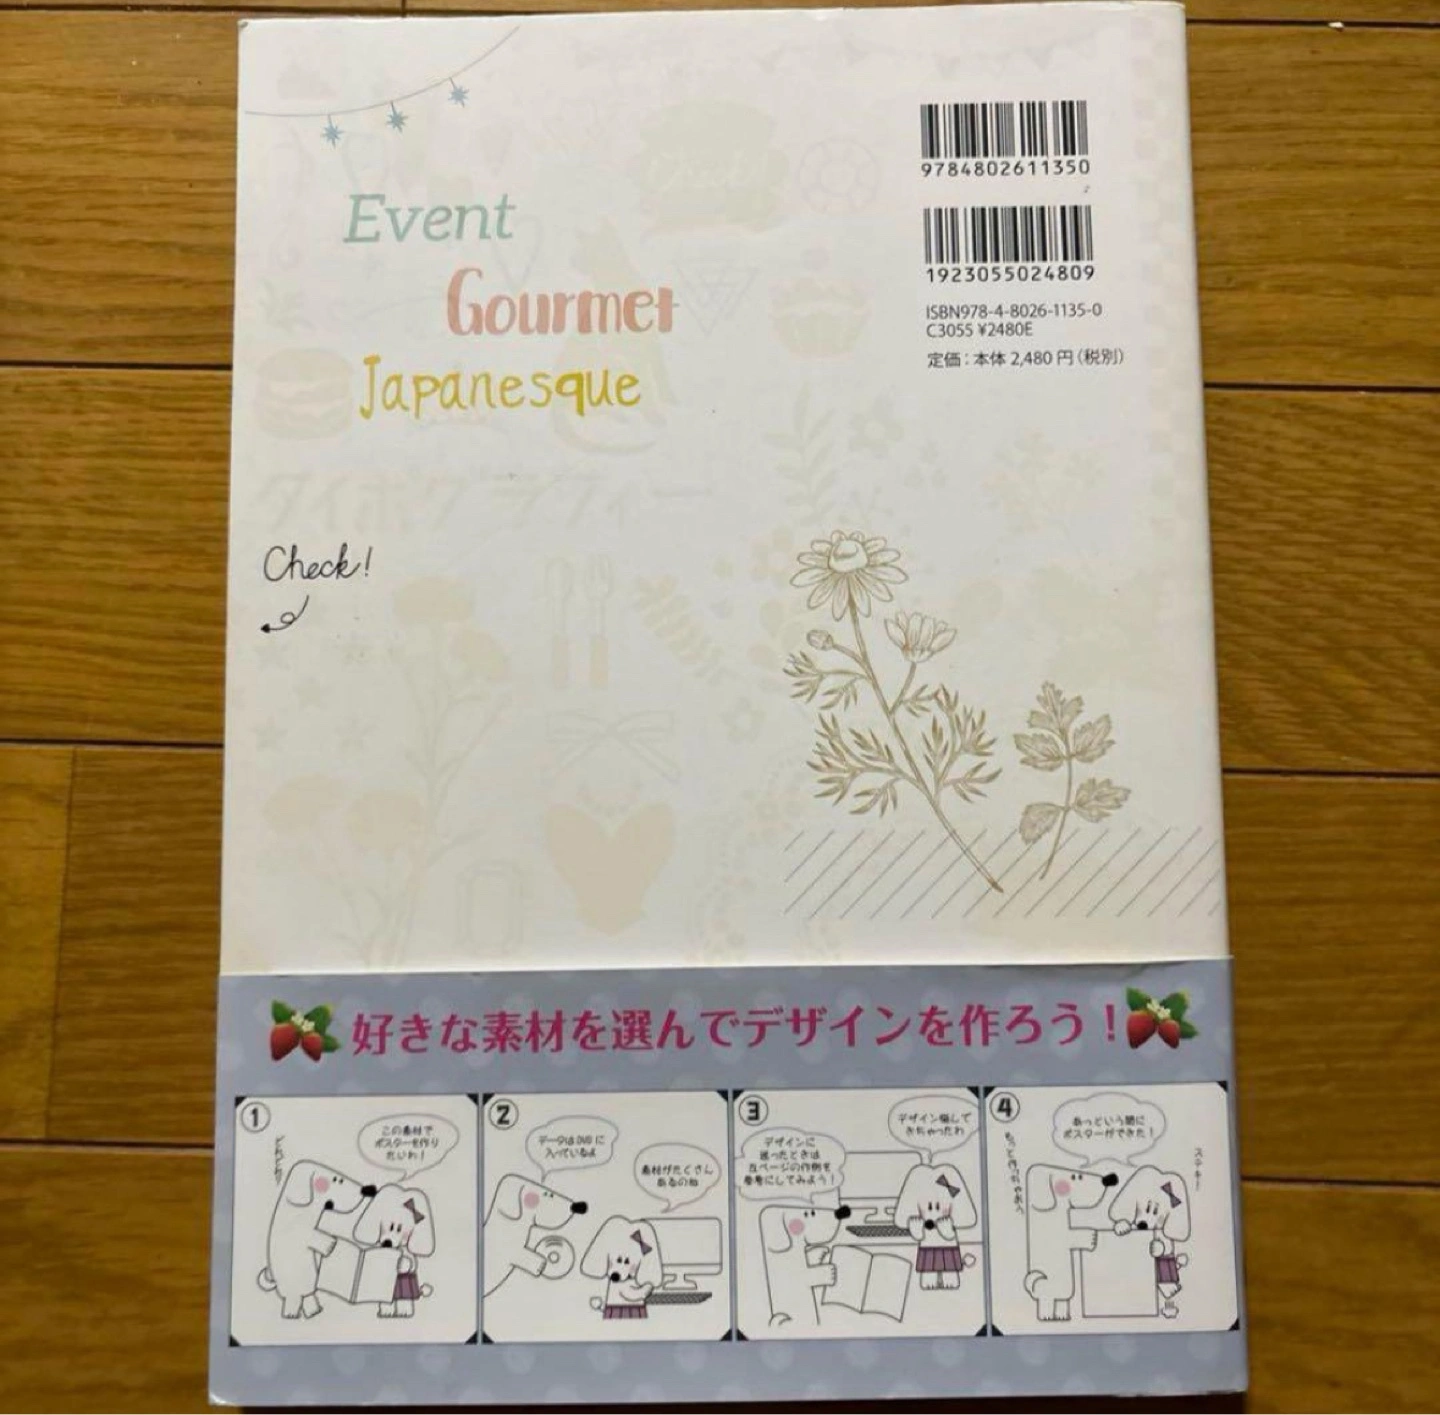 9784802611350
Event
1923055024809
Gourmet
ISBN978-4-8026-1135-0
C3055 ¥2480E
定価:本体 2,480 円(税別)
Japanesque
タイポグラフィー
Check!
好きな素材を選んでデザインを作ろう!
1
この素材で
ポスターを作り
たいわ!
2
データはDVDに
入っているよ
素材がたくさん
あるのね
3
デザインに
迷ったときは
各ページの作例を
参考にしてみよう!
デザイン
きちゃったわ
4
あっという間に
ポスターができた!
ステキ!